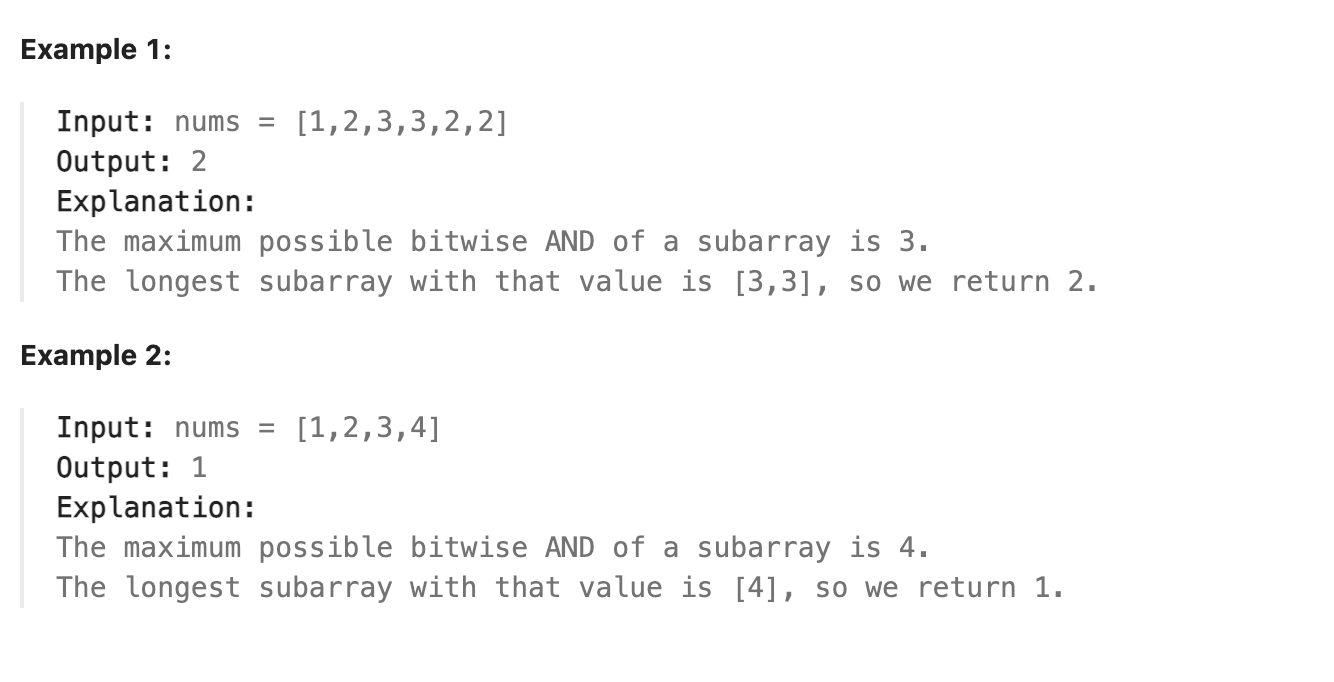 Example 1:
Input: nums = [1,2,3,3,2,2]
Output: 2
Explanation:
The maximum possible bitwise AND of a subarray is 3.
The longest subarray with that value is [3,3], so we return 2.
Example 2:
Input: nums = [1,2,3,4]
Output: 1
Explanation:
The maximum possible bitwise AND of a subarray is 4.
The longest subarray with that value is [4], so we return 1.